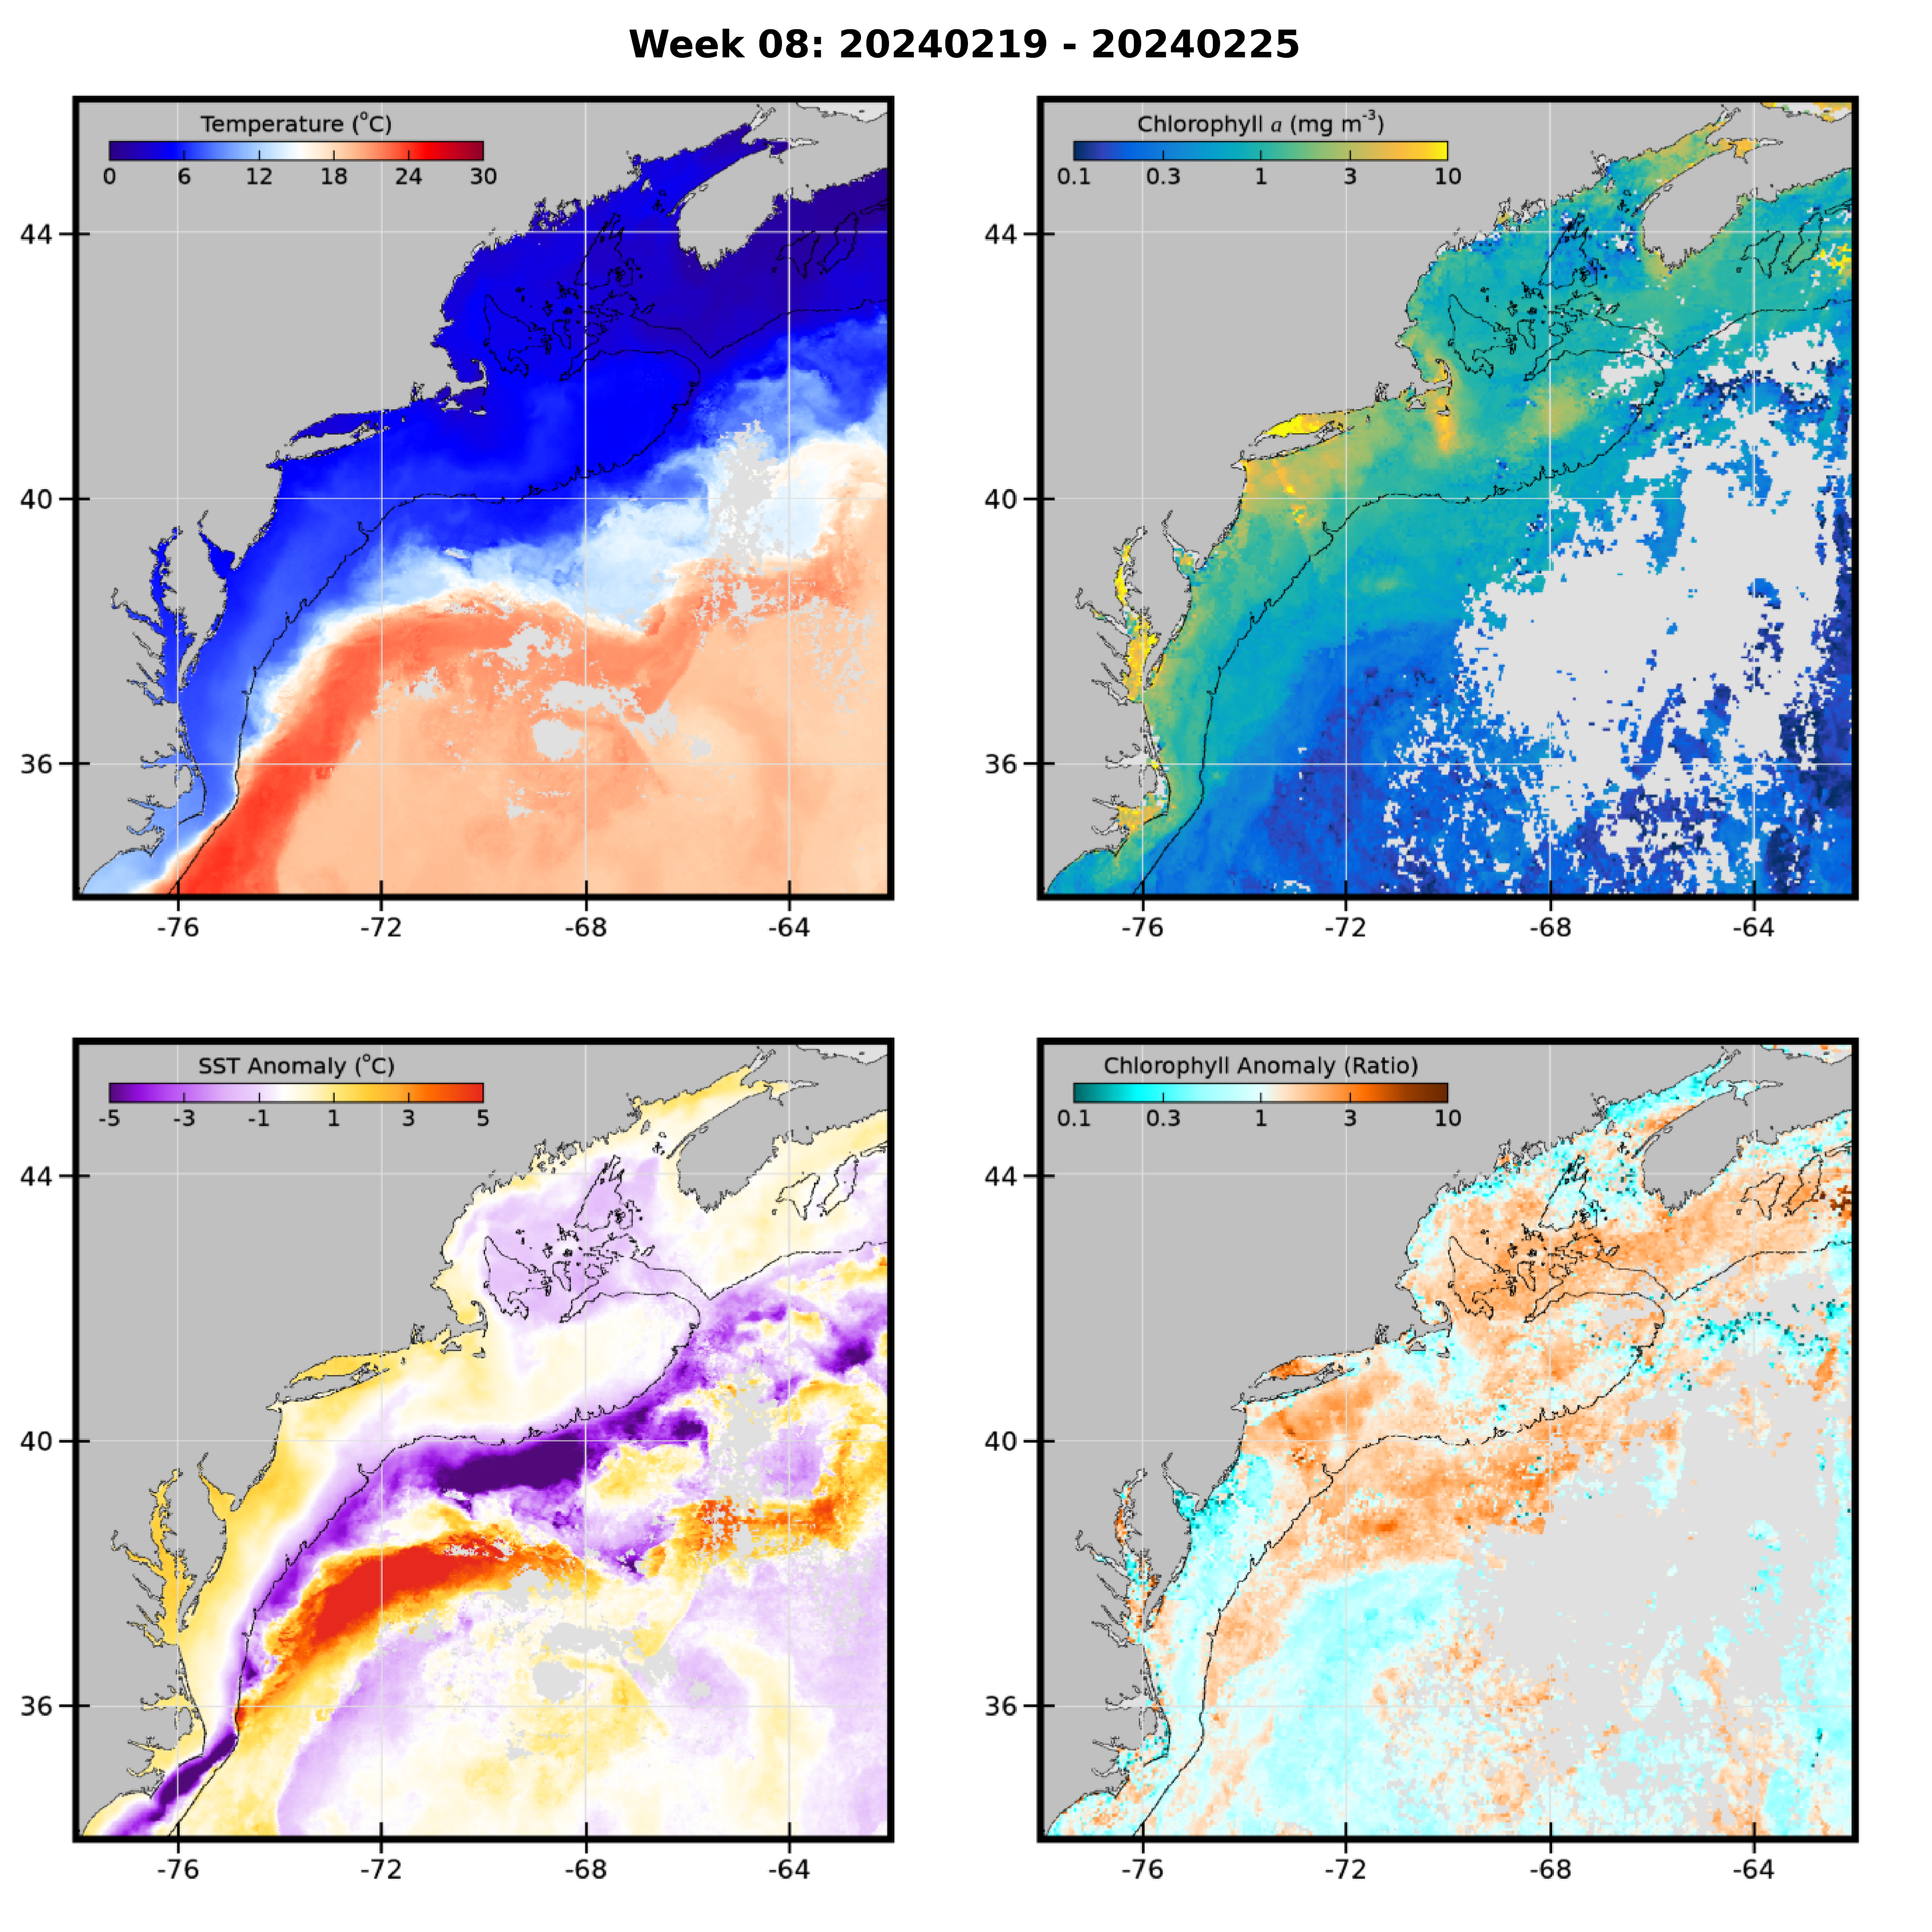 Week 08: 20240219 - 20240225
Temperature (°C)
0 6 12 18 24 30
44
40
36
-76 -72 -68 -64
Chlorophyll a (mg m⁻³)
0.1 0.3 1 3 10
44
40
36
-76 -72 -68 -64
SST Anomaly (°C)
-5 -3 -1 1 3 5
44
40
36
-76 -72 -68 -64
Chlorophyll Anomaly (Ratio)
0.1 0.3 1 3 10
44
40
36
-76 -72 -68 -64